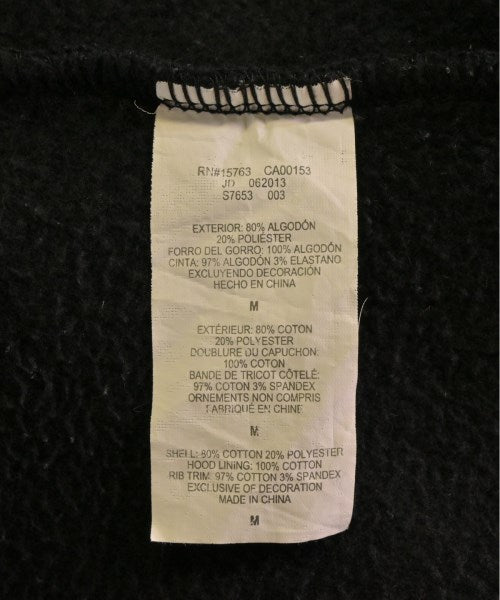 RN#15763 CA00153
JD 062013
S7653 003
EXTERIOR: 80% ALGODÓN
20% POLIÉSTER
FORRO DEL GORRO: 100% ALGODÓN
CINTA: 97% ALGODÓN 3% ELASTANO
EXCLUYENDO DECORACIÓN
HECHO EN CHINA
M
EXTÉRIEUR: 80% COTON
20% POLYESTER
DOUBLURE DU CAPUCHON:
100% COTON
BANDE DE TRICOT CÔTELÉ:
97% COTON 3% SPANDEX
ORNEMENTS NON COMPRIS
FABRIQUÉ EN CHINE
M
SHELL: 80% COTTON 20% POLYESTER
HOOD LINING: 100% COTTON
RIB TRIM: 97% COTTON 3% SPANDEX
EXCLUSIVE OF DECORATION
MADE IN CHINA
M